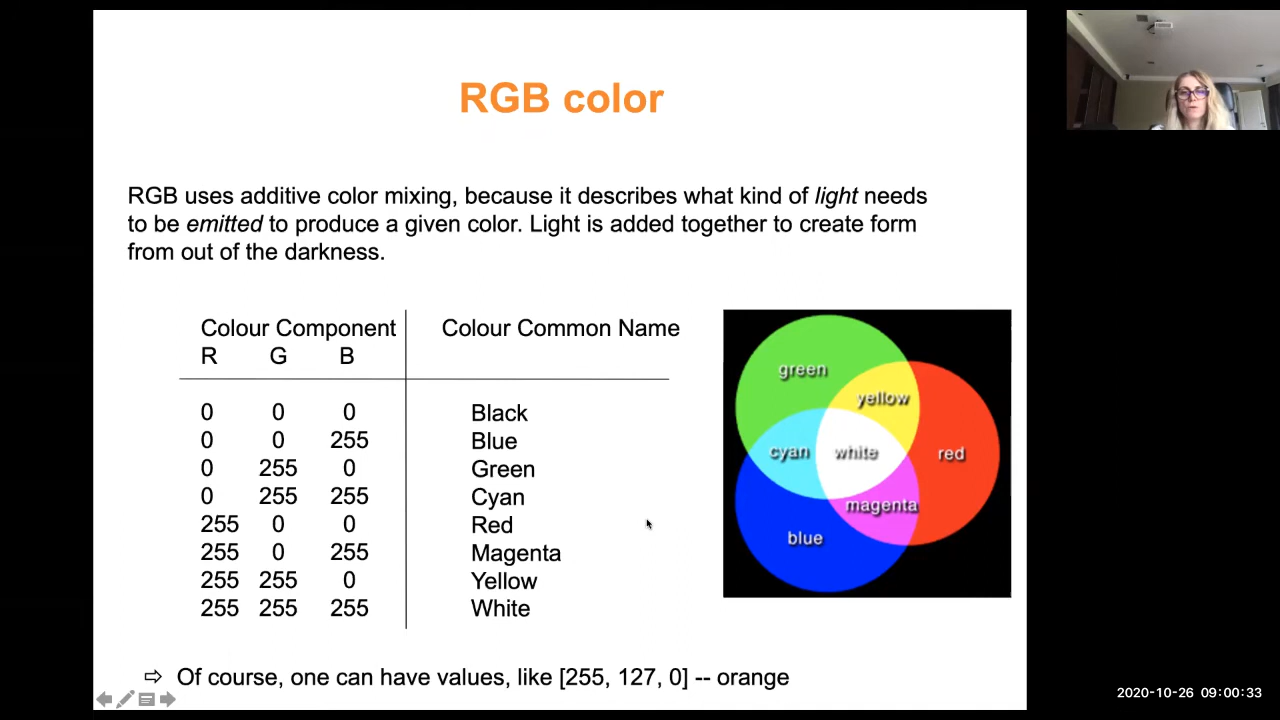 RGB color
RGB uses additive color mixing, because it describes what kind of light needs
to be emitted to produce a given color. Light is added together to create form
from out of the darkness.
Colour Component Colour Common Name
R G B
0 0 0 Black
0 0 255 Blue
0 255 0 Green
0 255 255 Cyan
255 0 0 Red
255 0 255 Magenta
255 255 0 Yellow
255 255 255 White
green
yellow
cyan white red
magenta
blue
⇨ Of course, one can have values, like [255, 127, 0] -- orange
2020-10-26 09:00:33